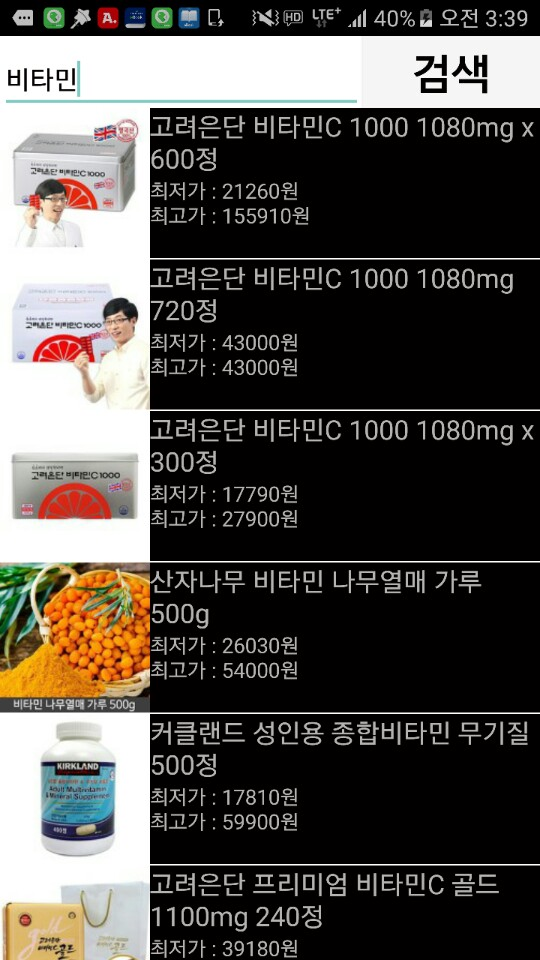 HD LTE+ 40% 오전 3:39
비타민
검색
고려은단 비타민C 1000
고려은단 비타민C 1000 1080mg x
600정
최저가 : 21260원
최고가 : 155910원
고려은단 비타민C 1000
고려은단 비타민C 1000 1080mg
720정
최저가 : 43000원
최고가 : 43000원
고려은단 비타민C 1000
고려은단 비타민C 1000 1080mg x
300정
최저가 : 17790원
최고가 : 27900원
비타민 나무열매 가루 500g
산자나무 비타민 나무열매 가루
500g
최저가 : 26030원
최고가 : 54000원
KIRKLAND
Adult Multivitamin
& Mineral Supplement
커클랜드 성인용 종합비타민 무기질
500정
최저가 : 17810원
최고가 : 59900원
gold
고려은단 프리미엄 비타민C 골드
1100mg 240정
최저가 : 39180원